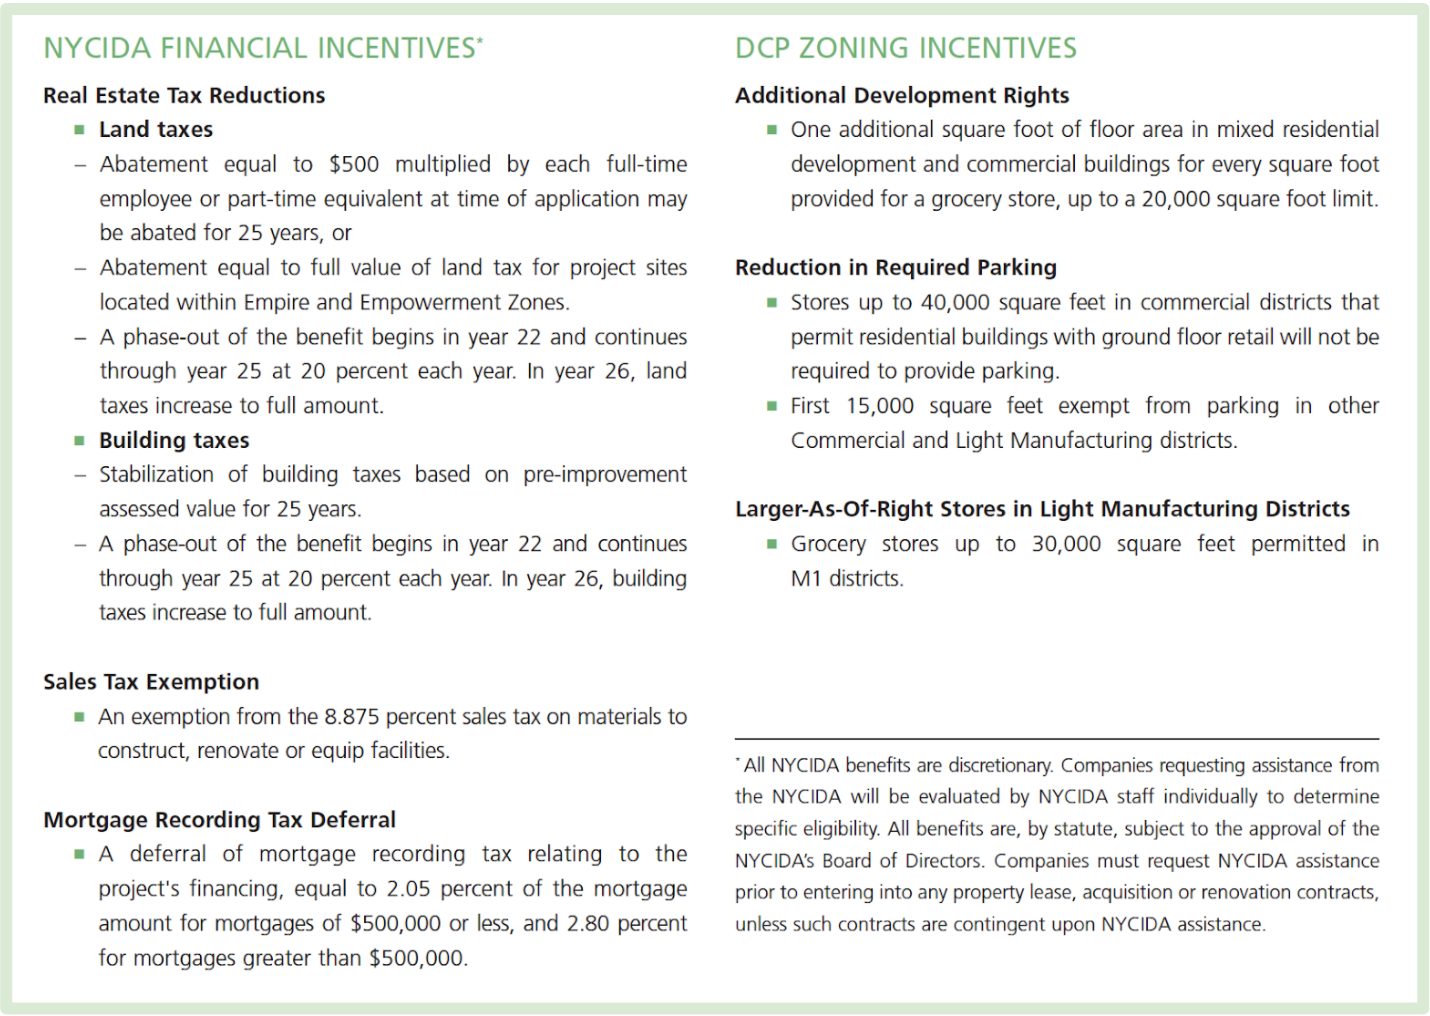 NYCIDA FINANCIAL INCENTIVES*
Real Estate Tax Reductions
■ Land taxes
– Abatement equal to $500 multiplied by each full-time
employee or part-time equivalent at time of application may
be abated for 25 years, or
– Abatement equal to full value of land tax for project sites
located within Empire and Empowerment Zones.
– A phase-out of the benefit begins in year 22 and continues
through year 25 at 20 percent each year. In year 26, land
taxes increase to full amount.
■ Building taxes
– Stabilization of building taxes based on pre-improvement
assessed value for 25 years.
– A phase-out of the benefit begins in year 22 and continues
through year 25 at 20 percent each year. In year 26, building
taxes increase to full amount.
Sales Tax Exemption
■ An exemption from the 8.875 percent sales tax on materials to
construct, renovate or equip facilities.
Mortgage Recording Tax Deferral
■ A deferral of mortgage recording tax relating to the
project's financing, equal to 2.05 percent of the mortgage
amount for mortgages of $500,000 or less, and 2.80 percent
for mortgages greater than $500,000.
DCP ZONING INCENTIVES
Additional Development Rights
■ One additional square foot of floor area in mixed residential
development and commercial buildings for every square foot
provided for a grocery store, up to a 20,000 square foot limit.
Reduction in Required Parking
■ Stores up to 40,000 square feet in commercial districts that
permit residential buildings with ground floor retail will not be
required to provide parking.
■ First 15,000 square feet exempt from parking in other
Commercial and Light Manufacturing districts.
Larger-As-Of-Right Stores in Light Manufacturing Districts
■ Grocery stores up to 30,000 square feet permitted in
M1 districts.
* All NYCIDA benefits are discretionary. Companies requesting assistance from
the NYCIDA will be evaluated by NYCIDA staff individually to determine
specific eligibility. All benefits are, by statute, subject to the approval of the
NYCIDA’s Board of Directors. Companies must request NYCIDA assistance
prior to entering into any property lease, acquisition or renovation contracts,
unless such contracts are contingent upon NYCIDA assistance.